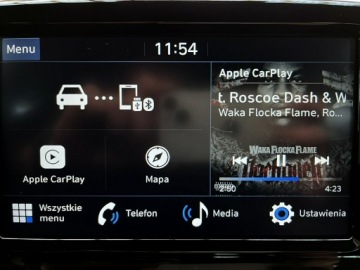 Menu
11:54
Apple CarPlay
t. Roscoe Dash & W
Waka Flocka Flame, Ro...
WAKA FLOCKA FLAME
Apple CarPlay
Mapa
2:50
4:23
Wszystkie menu
Telefon
Media
Ustawienia